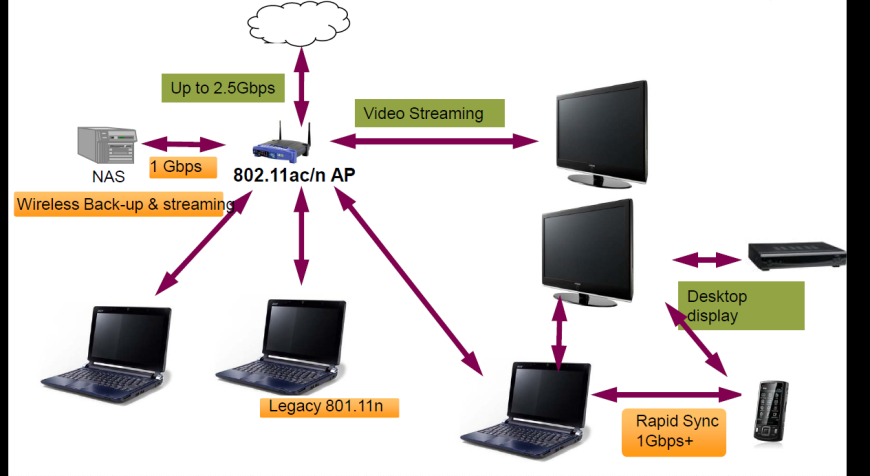 Up to 2.5Gbps
Video Streaming
1 Gbps
NAS
802.11ac/n AP
Wireless Back-up & streaming
Desktop
display
Legacy 801.11n
Rapid Sync
1Gbps+